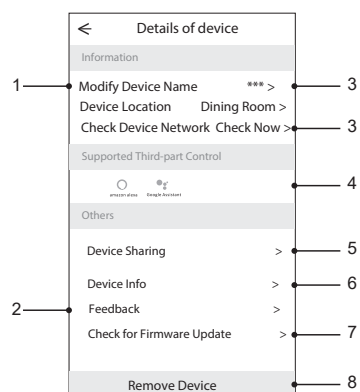 Details of device
Information
1 Modify Device Name *** > 3
Device Location Dining Room >
Check Device Network Check Now > 3
Supported Third-part Control
amazon alexa Google Assistant 4
Others
Device Sharing > 5
Device Info > 6
2 Feedback >
Check for Firmware Update > 7
Remove Device 8